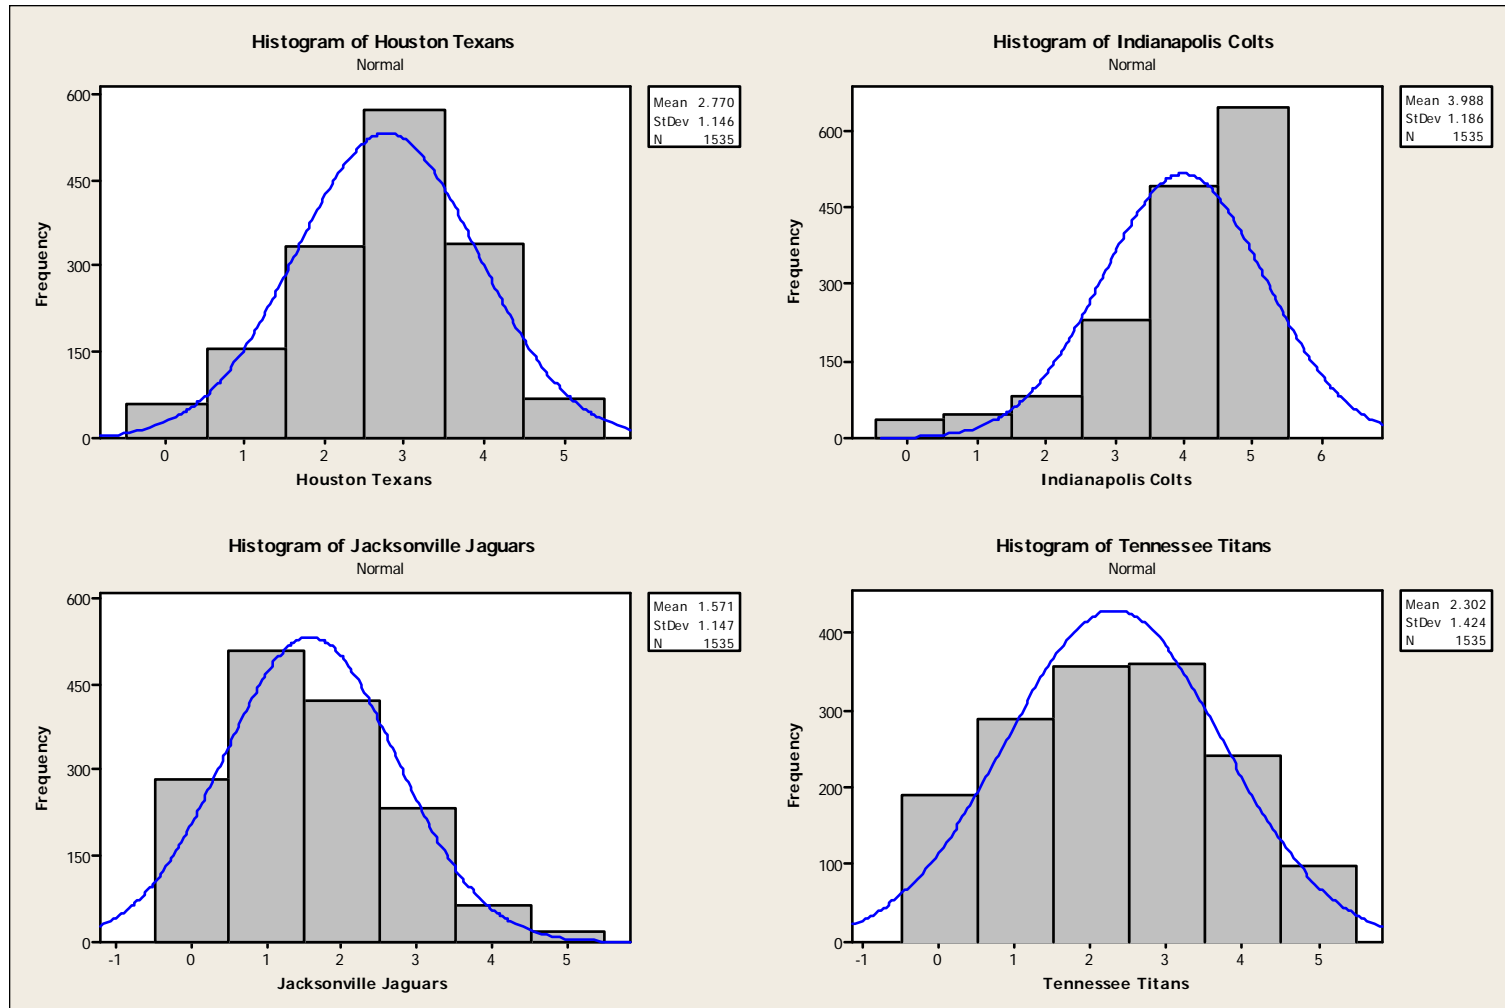 Histogram of Houston Texans
Normal
Mean 2.770
StDev 1.146
N 1535
Frequency
600
450
300
150
0
0 1 2 3 4 5
Houston Texans
Histogram of Indianapolis Colts
Normal
Mean 3.988
StDev 1.186
N 1535
Frequency
600
450
300
150
0
0 1 2 3 4 5 6
Indianapolis Colts
Histogram of Jacksonville Jaguars
Normal
Mean 1.571
StDev 1.147
N 1535
Frequency
600
450
300
150
0
-1 0 1 2 3 4 5
Jacksonville Jaguars
Histogram of Tennessee Titans
Normal
Mean 2.302
StDev 1.424
N 1535
Frequency
400
300
200
100
0
-1 0 1 2 3 4 5
Tennessee Titans